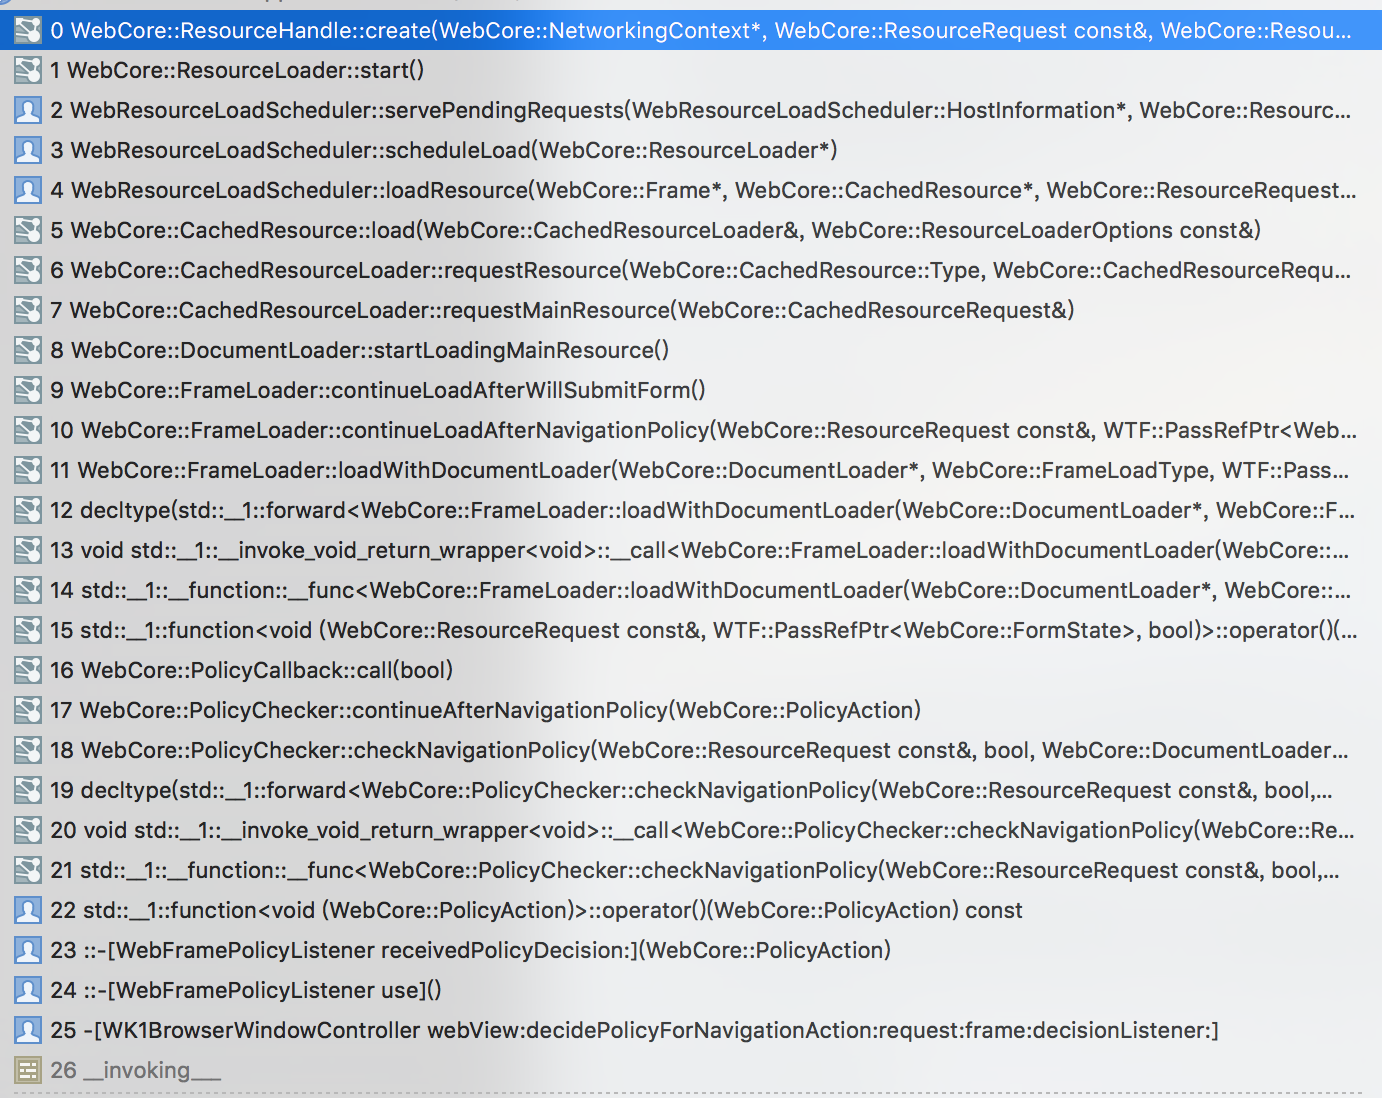 0 WebCore::ResourceHandle::create(WebCore::NetworkingContext*, WebCore::ResourceRequest const&, WebCore::Resou...
1 WebCore::ResourceLoader::start()
2 WebResourceLoadScheduler::servePendingRequests(WebResourceLoadScheduler::HostInformation*, WebCore::Resourc...
3 WebResourceLoadScheduler::scheduleLoad(WebCore::ResourceLoader*)
4 WebResourceLoadScheduler::loadResource(WebCore::Frame*, WebCore::CachedResource*, WebCore::ResourceRequest...
5 WebCore::CachedResource::load(WebCore::CachedResourceLoader&, WebCore::ResourceLoaderOptions const&)
6 WebCore::CachedResourceLoader::requestResource(WebCore::CachedResource::Type, WebCore::CachedResourceRequ...
7 WebCore::CachedResourceLoader::requestMainResource(WebCore::CachedResourceRequest&)
8 WebCore::DocumentLoader::startLoadingMainResource()
9 WebCore::FrameLoader::continueLoadAfterWillSubmitForm()
10 WebCore::FrameLoader::continueLoadAfterNavigationPolicy(WebCore::ResourceRequest const&, WTF::PassRefPtr<Web...
11 WebCore::FrameLoader::loadWithDocumentLoader(WebCore::DocumentLoader*, WebCore::FrameLoadType, WTF::Pass...
12 decltype(std::__1::forward<WebCore::FrameLoader::loadWithDocumentLoader(WebCore::DocumentLoader*, WebCore::F...
13 void std::__1::__invoke_void_return_wrapper<void>::__call<WebCore::FrameLoader::loadWithDocumentLoader(WebCore::...
14 std::__1::__function::__func<WebCore::FrameLoader::loadWithDocumentLoader(WebCore::DocumentLoader*, WebCore::...
15 std::__1::function<void (WebCore::ResourceRequest const&, WTF::PassRefPtr<WebCore::FormState>, bool)>::operator()(...
16 WebCore::PolicyCallback::call(bool)
17 WebCore::PolicyChecker::continueAfterNavigationPolicy(WebCore::PolicyAction)
18 WebCore::PolicyChecker::checkNavigationPolicy(WebCore::ResourceRequest const&, bool, WebCore::DocumentLoader...
19 decltype(std::__1::forward<WebCore::PolicyChecker::checkNavigationPolicy(WebCore::ResourceRequest const&, bool,...
20 void std::__1::__invoke_void_return_wrapper<void>::__call<WebCore::PolicyChecker::checkNavigationPolicy(WebCore::Re...
21 std::__1::__function::__func<WebCore::PolicyChecker::checkNavigationPolicy(WebCore::ResourceRequest const&, bool,...
22 std::__1::function<void (WebCore::PolicyAction)>::operator()(WebCore::PolicyAction) const
23 ::-[WebFramePolicyListener receivedPolicyDecision:](WebCore::PolicyAction)
24 ::-[WebFramePolicyListener use]()
25 -[WK1BrowserWindowController webView:decidePolicyForNavigationAction:request:frame:decisionListener:]
26 __invoking___